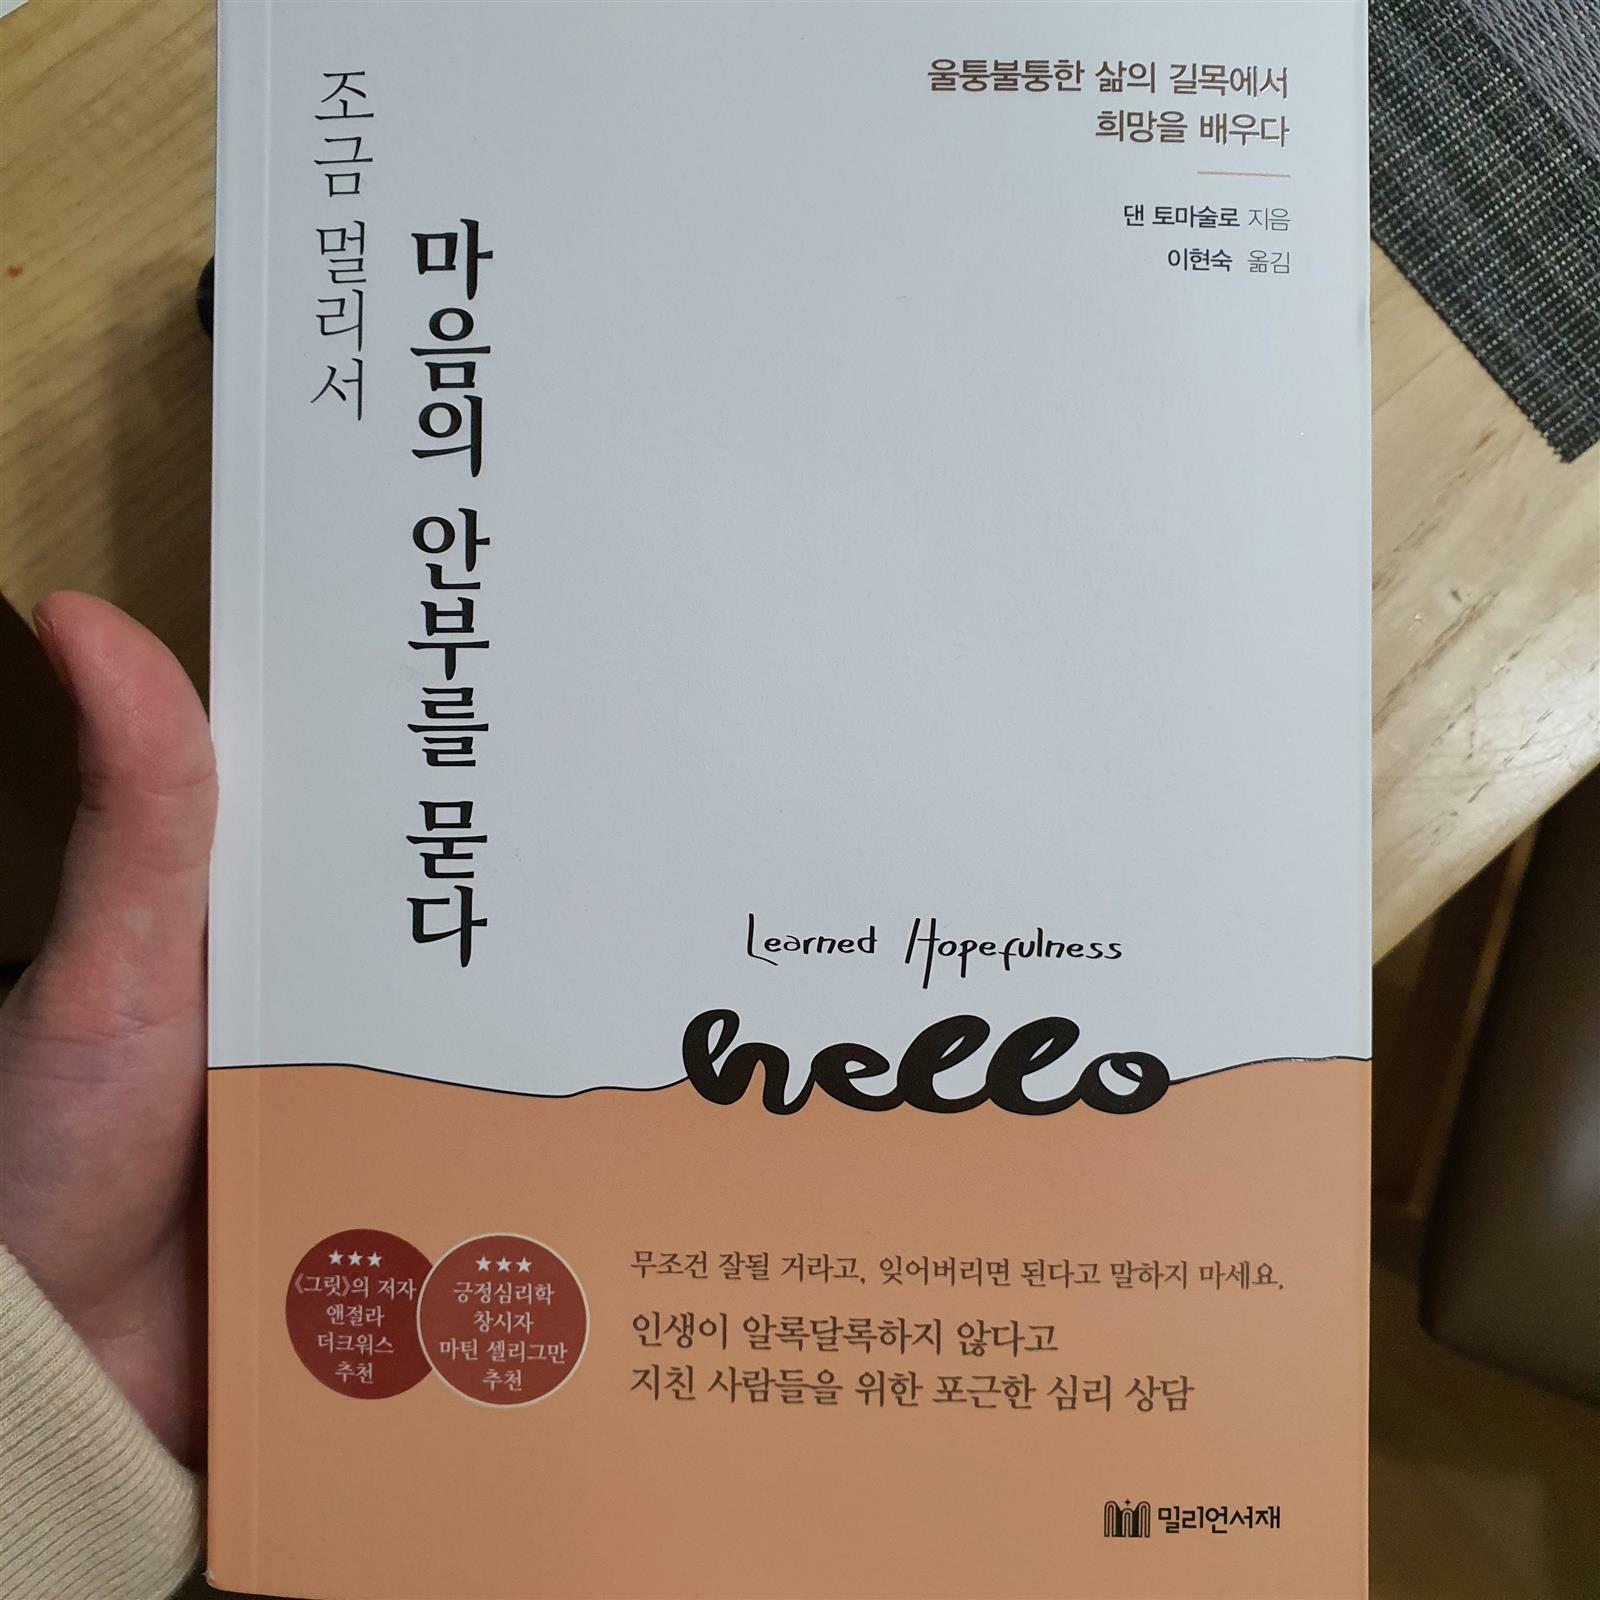 조금 멀리서
마음의 안부를 묻다
울퉁불퉁한 삶의 길목에서
희망을 배우다
댄 토마술로 지음
이현숙 옮김
Learned Hopefulness
hello
★★★
《그릿》의 저자
앤절라
더크워스
추천
★★★
긍정심리학
창시자
마틴 셀리그만
추천
무조건 잘될 거라고, 잊어버리면 된다고 말하지 마세요.
인생이 알록달록하지 않다고
지친 사람들을 위한 포근한 심리 상담
밀리언서재